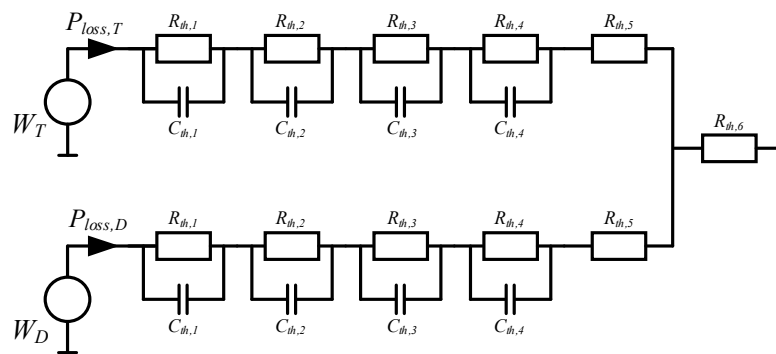 P_loss,T R_th,1 R_th,2 R_th,3 R_th,4 R_th,5
W_T C_th,1 C_th,2 C_th,3 C_th,4
R_th,6
P_loss,D R_th,1 R_th,2 R_th,3 R_th,4 R_th,5
W_D C_th,1 C_th,2 C_th,3 C_th,4